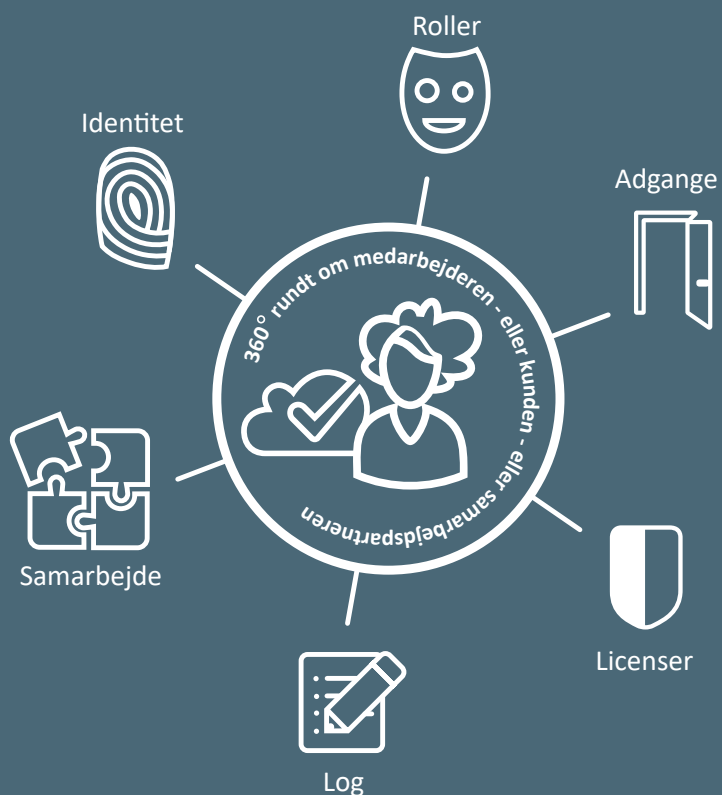 Roller
Identitet
Adgange
360° rundt om medarbejderen - eller kunden - eller samarbejdspartneren
Samarbejde
Licenser
Log